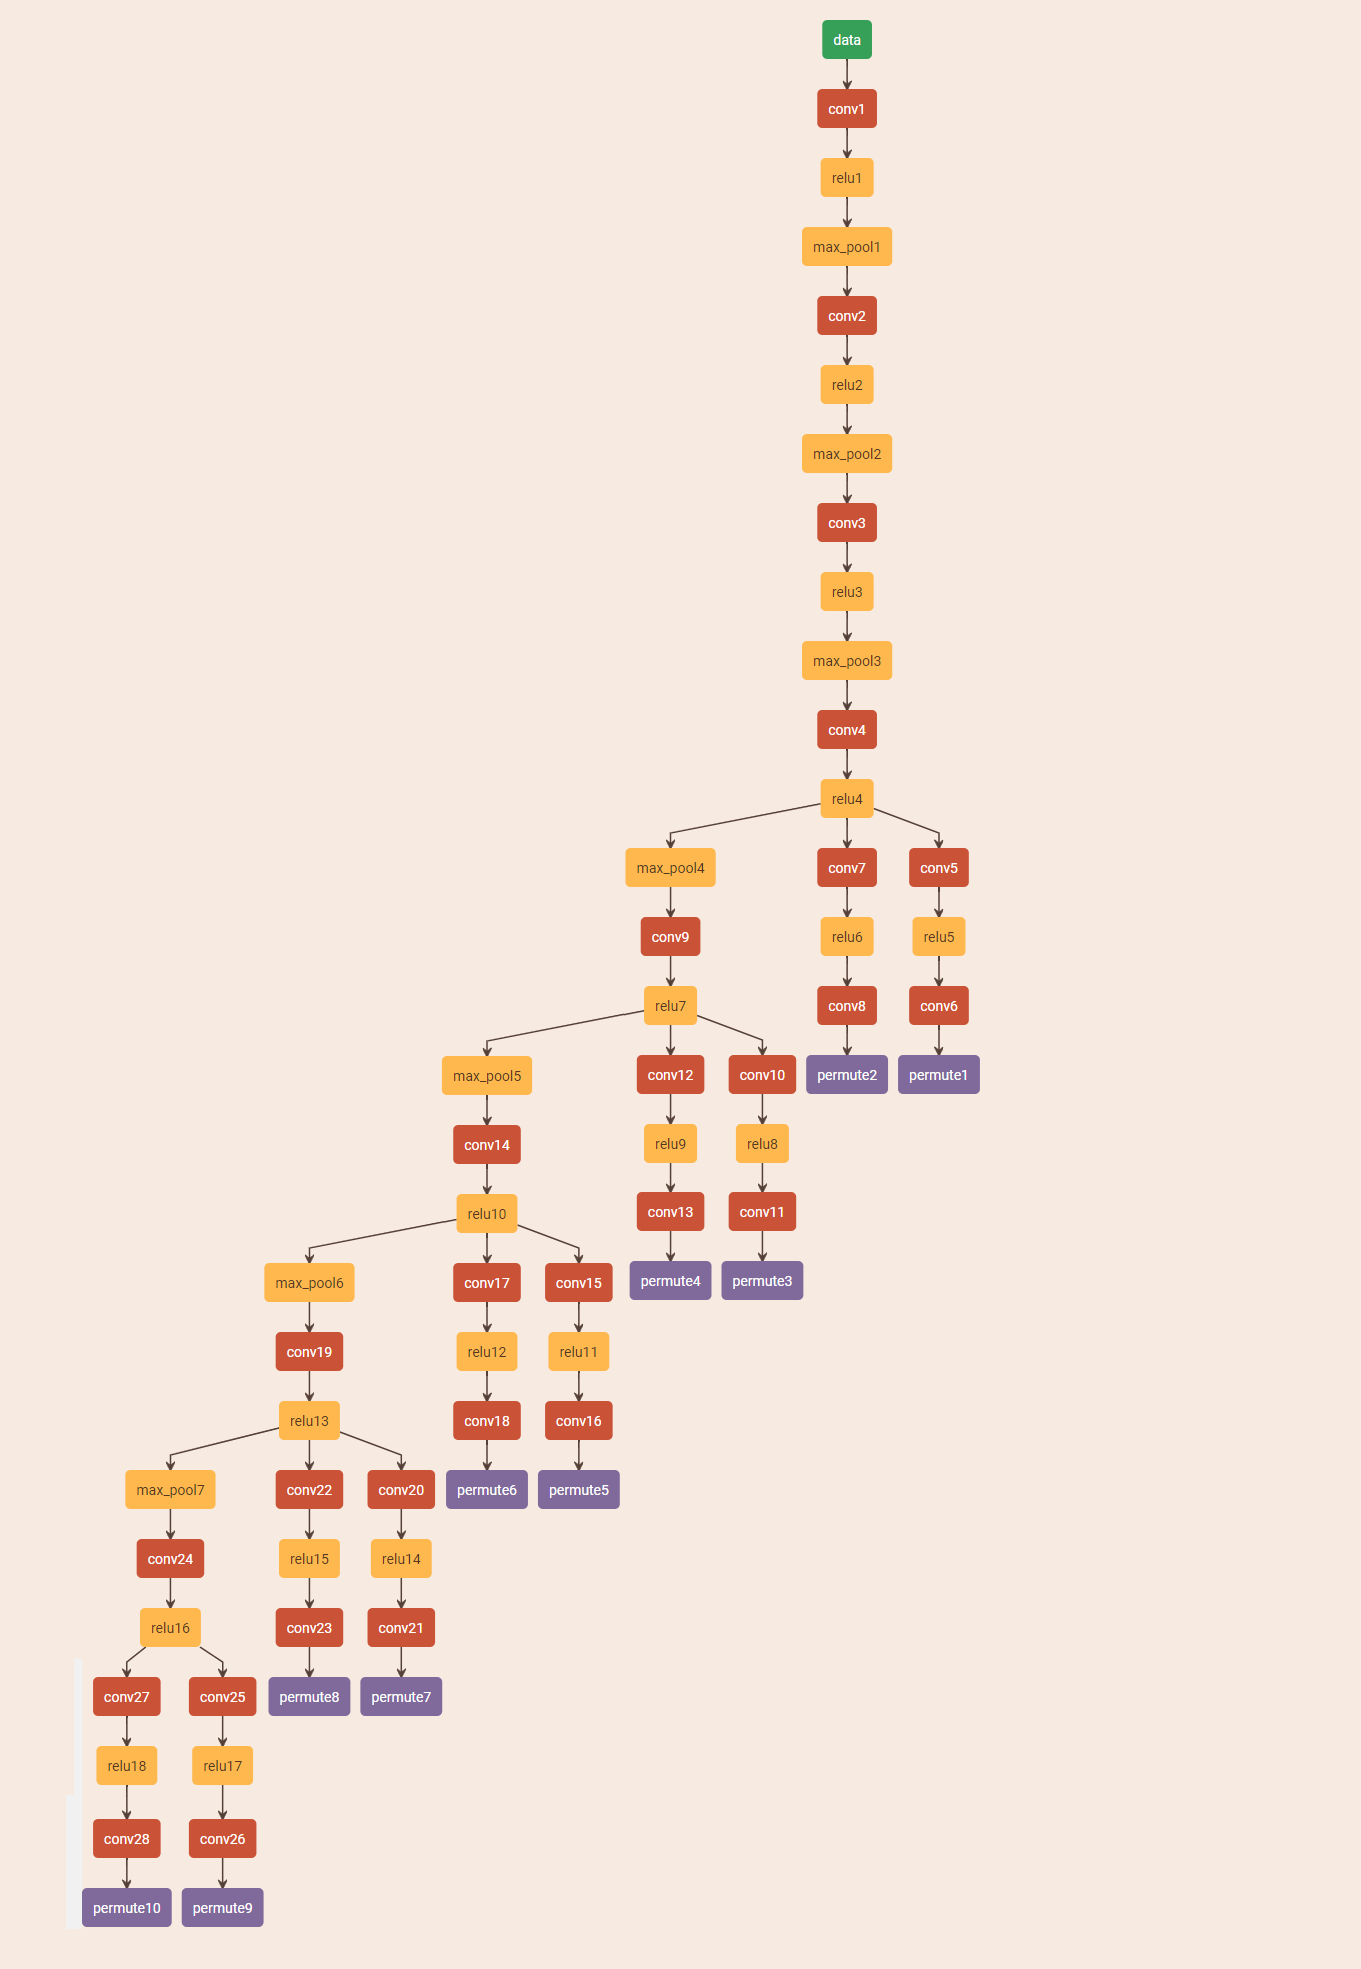 data
conv1
relu1
max_pool1
conv2
relu2
max_pool2
conv3
relu3
max_pool3
conv4
relu4
max_pool4 conv7 conv5
conv9 relu6 relu5
relu7 conv8 conv6
max_pool5 conv12 conv10 permute2 permute1
conv14 relu9 relu8
relu10 conv13 conv11
max_pool6 conv17 conv15 permute4 permute3
conv19 relu12 relu11
relu13 conv18 conv16
max_pool7 conv22 conv20 permute6 permute5
conv24 relu15 relu14
relu16 conv23 conv21
conv27 conv25 permute8 permute7
relu18 relu17
conv28 conv26
permute10 permute9